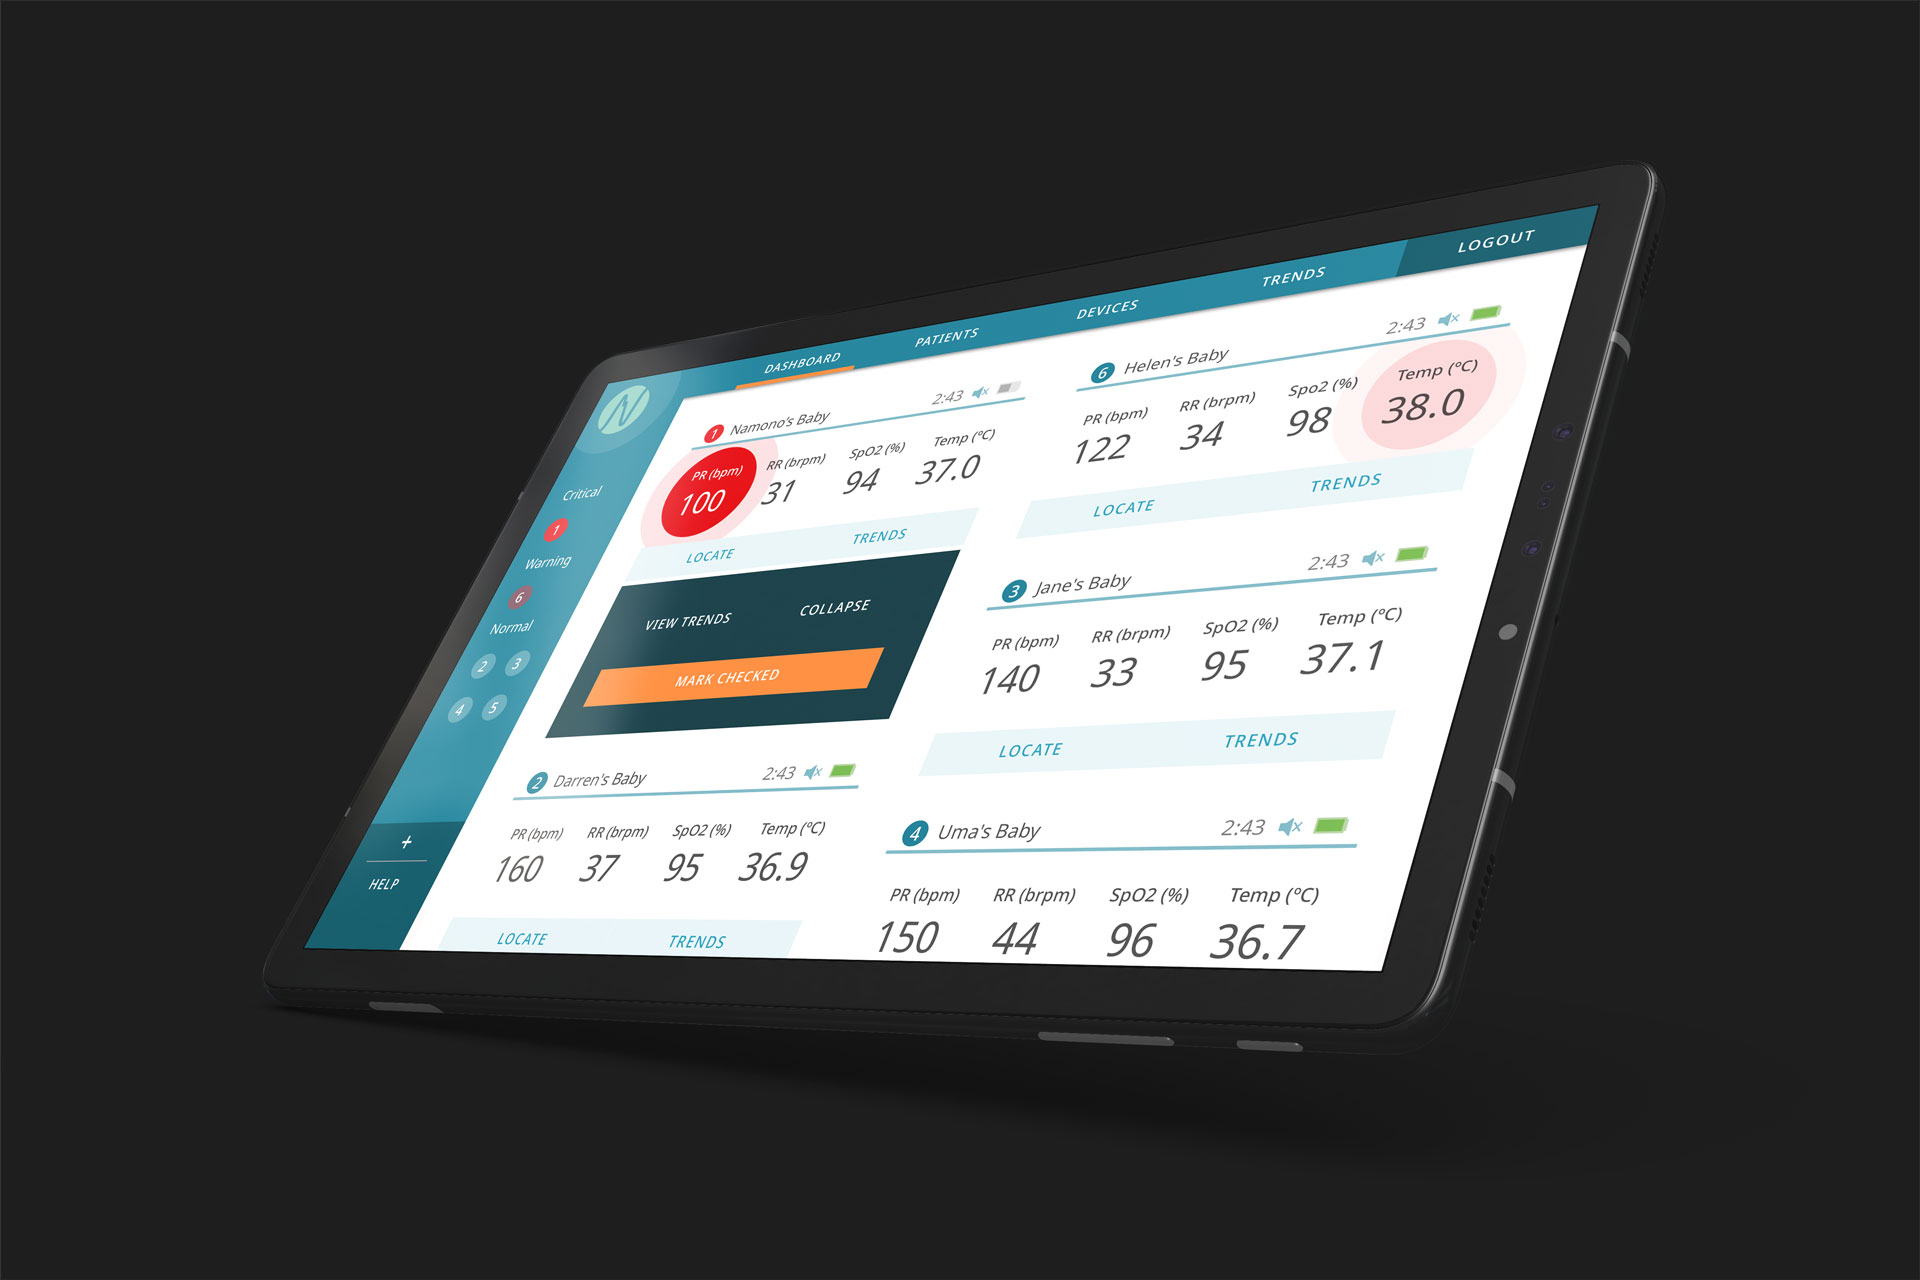 DASHBOARD
PATIENTS
DEVICES
TRENDS
LOGOUT
N
Critical
1
Warning
6
Normal
2 3
4 5
+
HELP
1 Namono's Baby 2:43
PR (bpm) RR (brpm) SpO2 (%) Temp (°C)
100 31 94 37.0
LOCATE TRENDS
VIEW TRENDS COLLAPSE
MARK CHECKED
2 Darren's Baby 2:43
PR (bpm) RR (brpm) SpO2 (%) Temp (°C)
160 37 95 36.9
LOCATE TRENDS
6 Helen's Baby 2:43
PR (bpm) RR (brpm) Spo2 (%) Temp (°C)
122 34 98 38.0
LOCATE TRENDS
3 Jane's Baby 2:43
PR (bpm) RR (brpm) SpO2 (%) Temp (°C)
140 33 95 37.1
LOCATE TRENDS
4 Uma's Baby 2:43
PR (bpm) RR (brpm) SpO2 (%) Temp (°C)
150 44 96 36.7